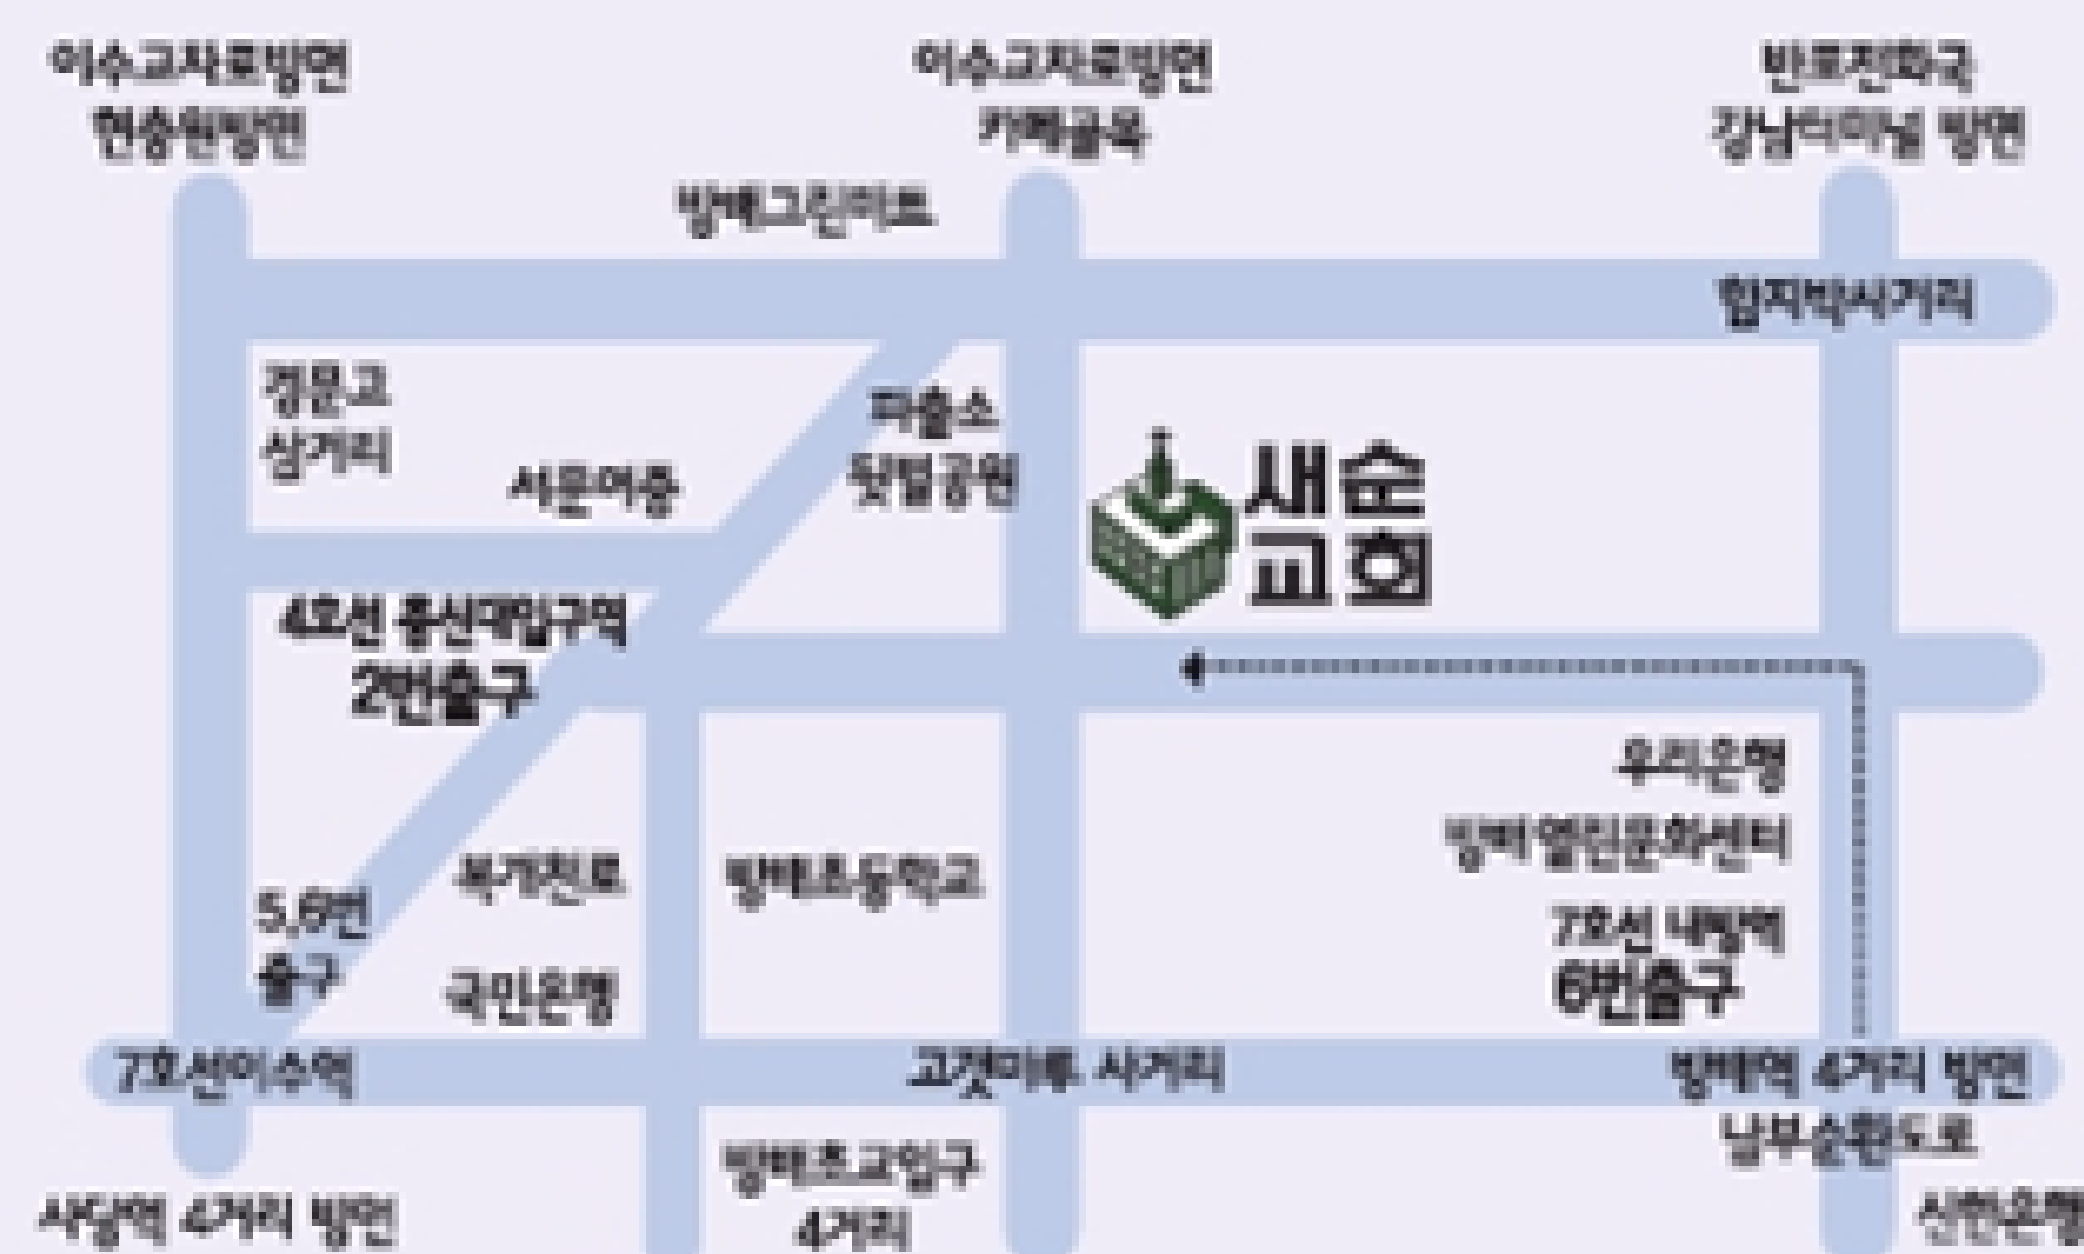 이수교차로방면
현충원방면
이수교차로방면
카페골목
반포전화국
강남터미널 방면
방배그린마트
함지박사거리
경문고
삼거리
서문여중
파출소
뒷벌공원
새순
교회
4호선 총신대입구역
2번출구
우리은행
방배열린문화센터
7호선 내방역
6번출구
복개천로
방배초등학교
5,6번
출구
국민은행
7호선이수역
고갯마루 사거리
방배역 4거리 방면
남부순환도로
방배초교입구
4거리
사당역 4거리 방면
신한은행